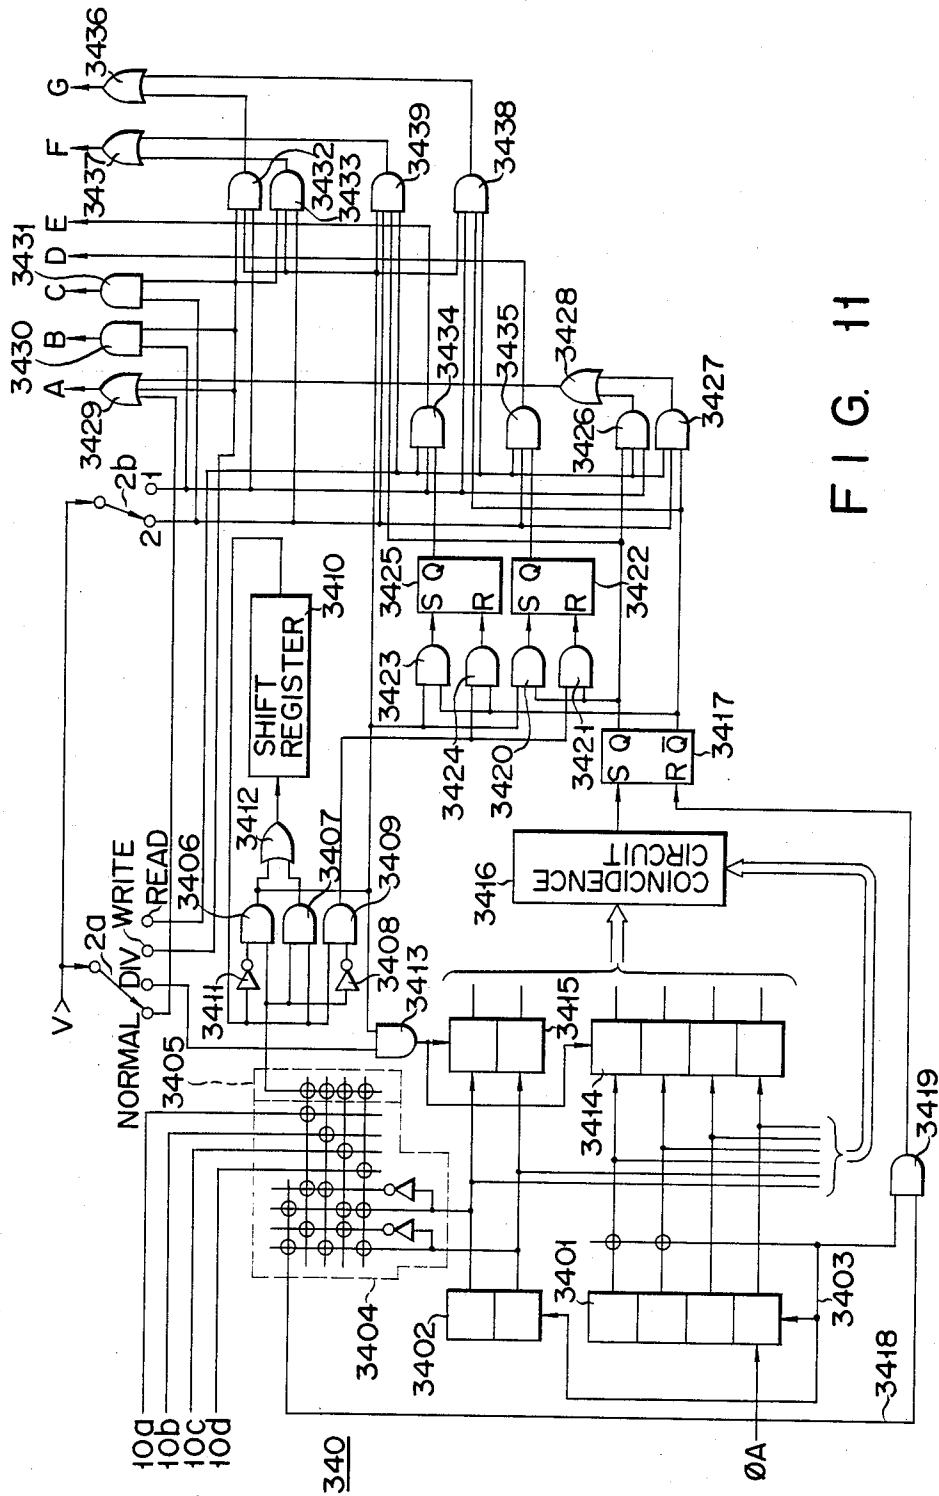 G
3436
F
3437
E
D
3431
C
3430
B
A
3429
3432
3433
3439
3438
3434
3435
3428
3426
3427
2b
1
2
V
2a
NORMAL
DIV
WRITE
READ
3406
3412
SHIFT
REGISTER
3410
3407
3409
3411
3408
3413
3405
3404
10a
10b
10c
10d
340
3425
S Q
R
3422
S Q
R
3423
3424
3420
3421
3417
S Q
R Q̅
3416
COINCIDENCE
CIRCUIT
3415
3414
3402
3401
3403
3418
3419
ØA
FIG. 11